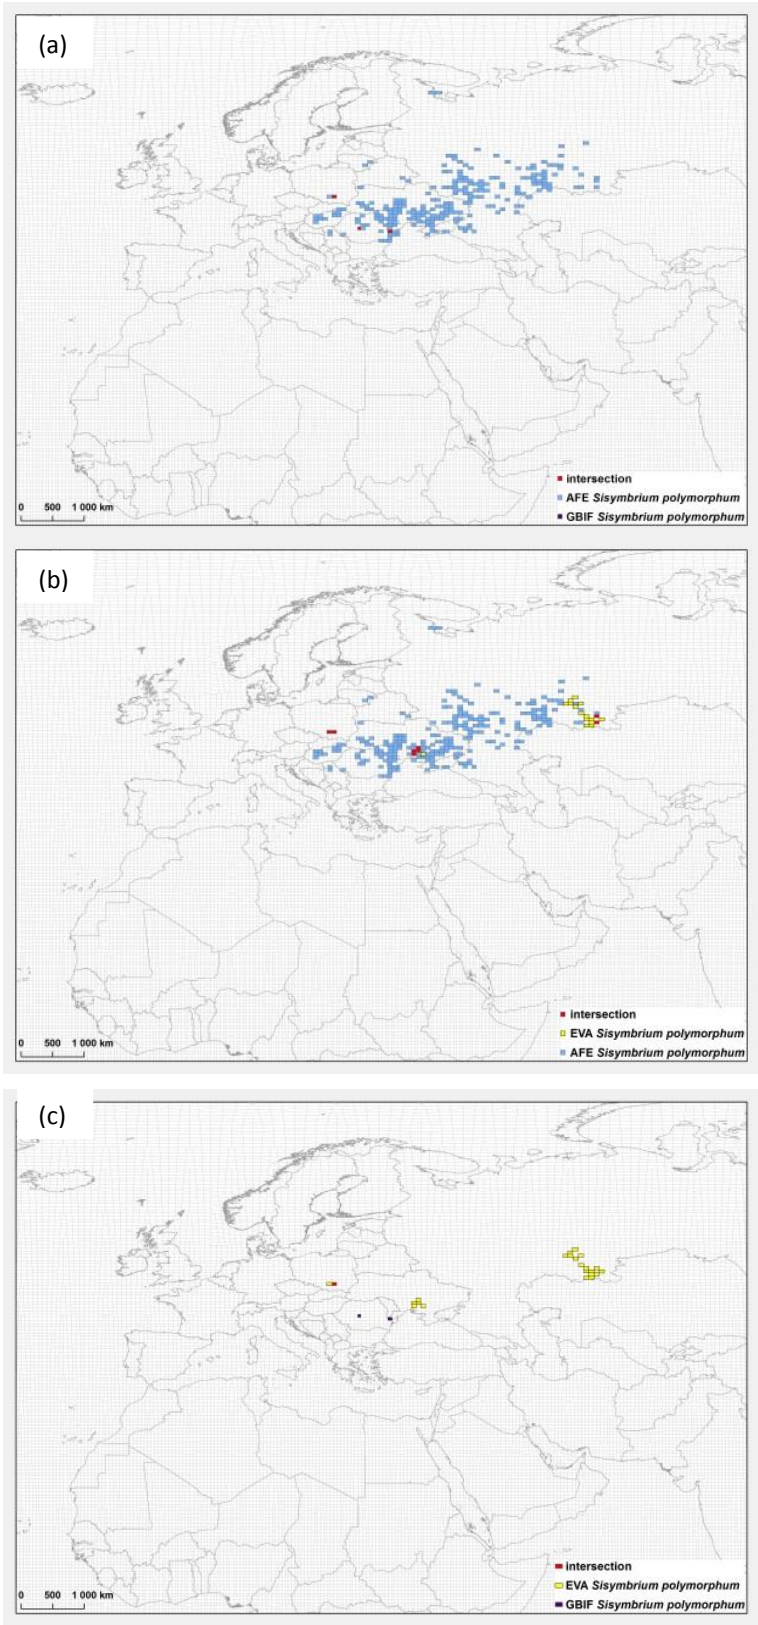 (a)
intersection
AFE Sisymbrium polymorphum
GBIF Sisymbrium polymorphum
0 500 1 000 km
(b)
intersection
EVA Sisymbrium polymorphum
AFE Sisymbrium polymorphum
0 500 1 000 km
(c)
intersection
EVA Sisymbrium polymorphum
GBIF Sisymbrium polymorphum
0 500 1 000 km